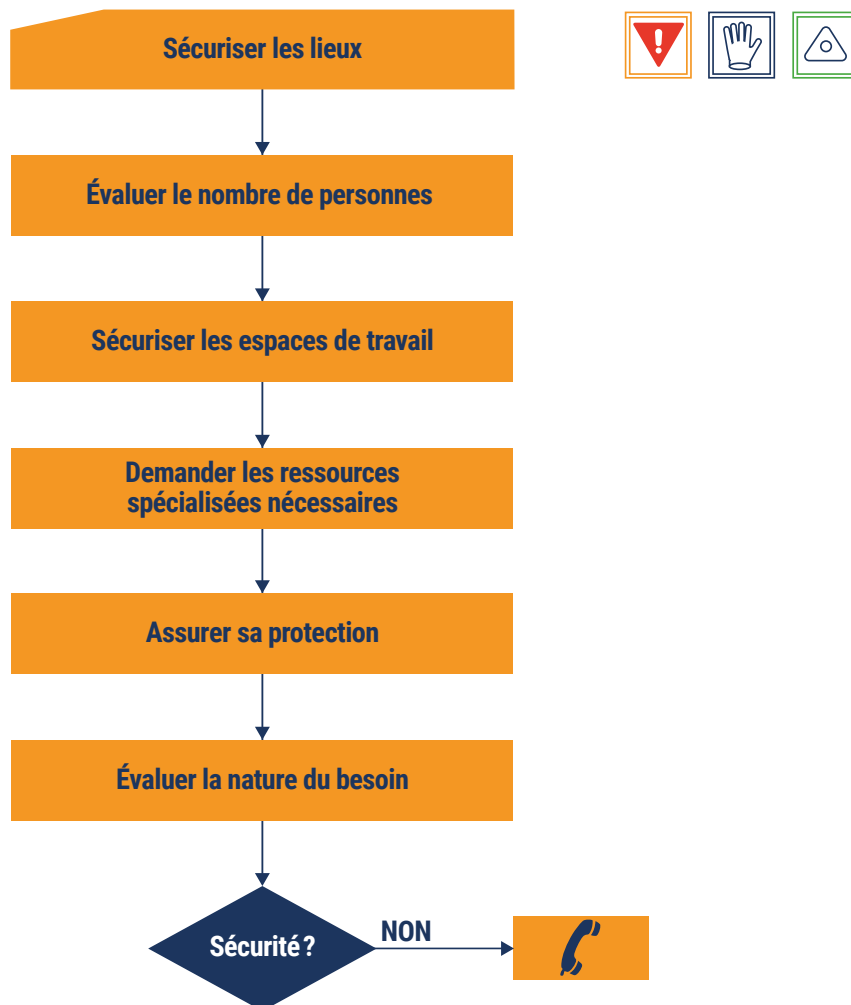 Sécuriser les lieux
Évaluer le nombre de personnes
Sécuriser les espaces de travail
Demander les ressources
spécialisées nécessaires
Assurer sa protection
Évaluer la nature du besoin
Sécurité ?
NON